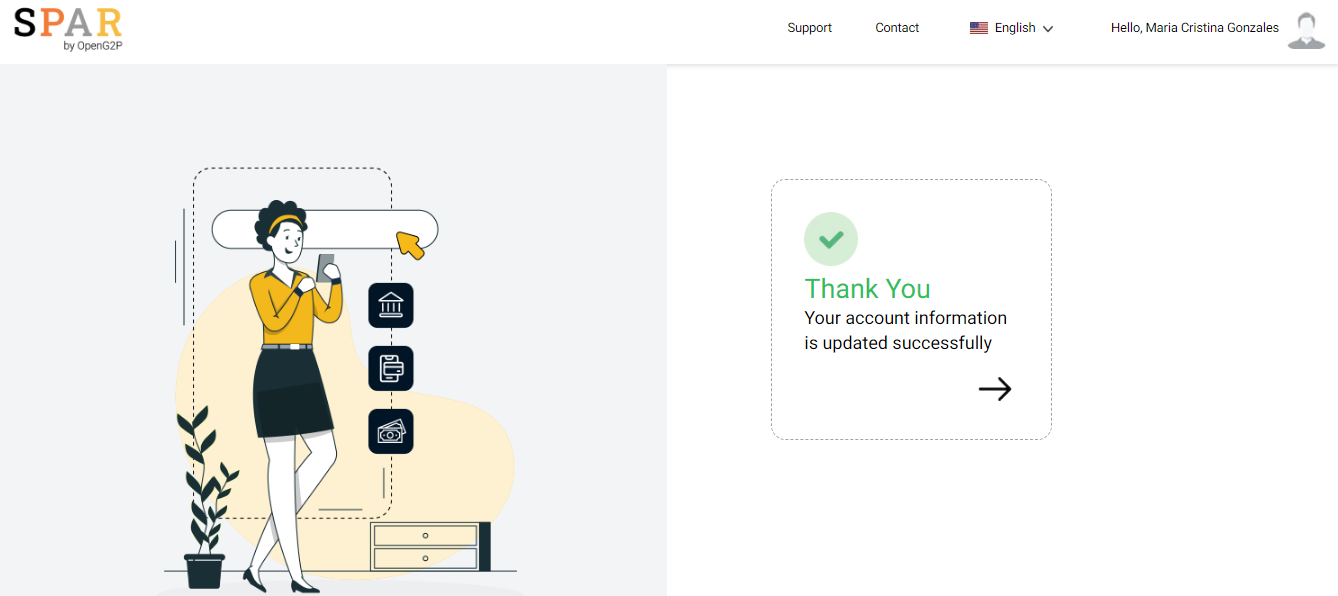 SPAR
by OpenG2P
Support
Contact
English
Hello, Maria Cristina Gonzales
Thank You
Your account information
is updated successfully